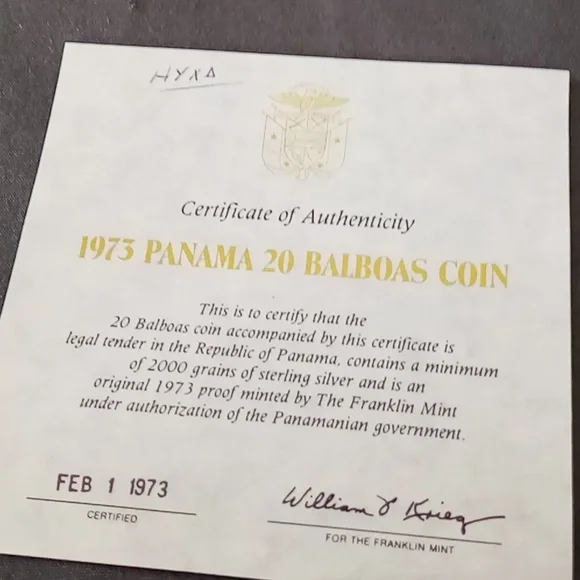 HYXΔ
Certificate of Authenticity
1973 PANAMA 20 BALBOAS COIN
This is to certify that the
20 Balboas coin accompanied by this certificate is
legal tender in the Republic of Panama, contains a minimum
of 2000 grains of sterling silver and is an
original 1973 proof minted by The Franklin Mint
under authorization of the Panamanian government.
FEB 1 1973
CERTIFIED
William J Krieg
FOR THE FRANKLIN MINT